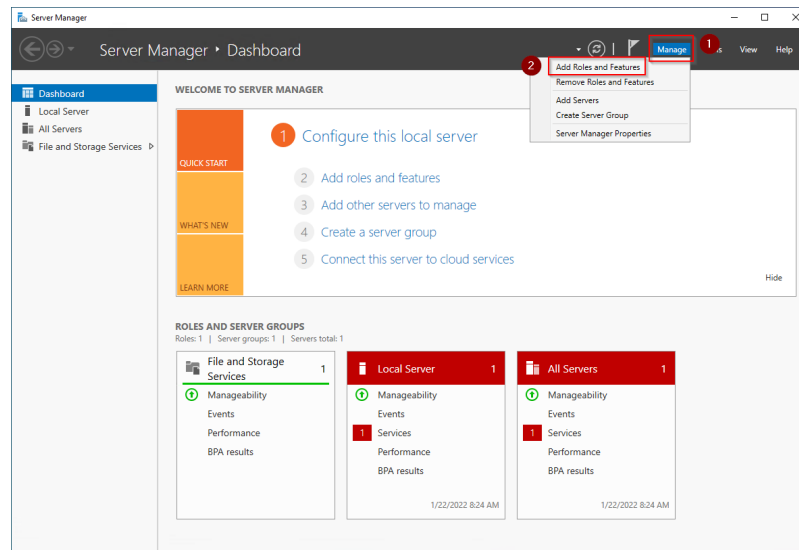 Server Manager
Server Manager • Dashboard
Manage
1
s
View
Help
2
Add Roles and Features
Remove Roles and Features
Add Servers
Create Server Group
Server Manager Properties
Dashboard
Local Server
All Servers
File and Storage Services
WELCOME TO SERVER MANAGER
QUICK START
WHAT'S NEW
LEARN MORE
1 Configure this local server
2 Add roles and features
3 Add other servers to manage
4 Create a server group
5 Connect this server to cloud services
Hide
ROLES AND SERVER GROUPS
Roles: 1 | Server groups: 1 | Servers total: 1
File and Storage
Services
1
Manageability
Events
Performance
BPA results
Local Server 1
Manageability
Events
1 Services
Performance
BPA results
1/22/2022 8:24 AM
All Servers 1
Manageability
Events
1 Services
Performance
BPA results
1/22/2022 8:24 AM